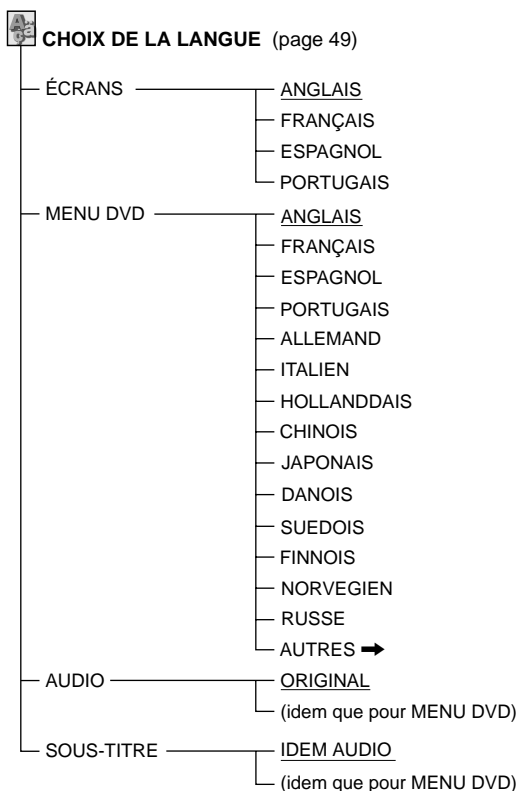 CHOIX DE LA LANGUE (page 49)
ÉCRANS
ANGLAIS
FRANÇAIS
ESPAGNOL
PORTUGAIS
MENU DVD
ANGLAIS
FRANÇAIS
ESPAGNOL
PORTUGAIS
ALLEMAND
ITALIEN
HOLLANDDAIS
CHINOIS
JAPONAIS
DANOIS
SUEDOIS
FINNOIS
NORVEGIEN
RUSSE
AUTRES ➡
AUDIO
ORIGINAL
(idem que pour MENU DVD)
SOUS-TITRE
IDEM AUDIO
(idem que pour MENU DVD)